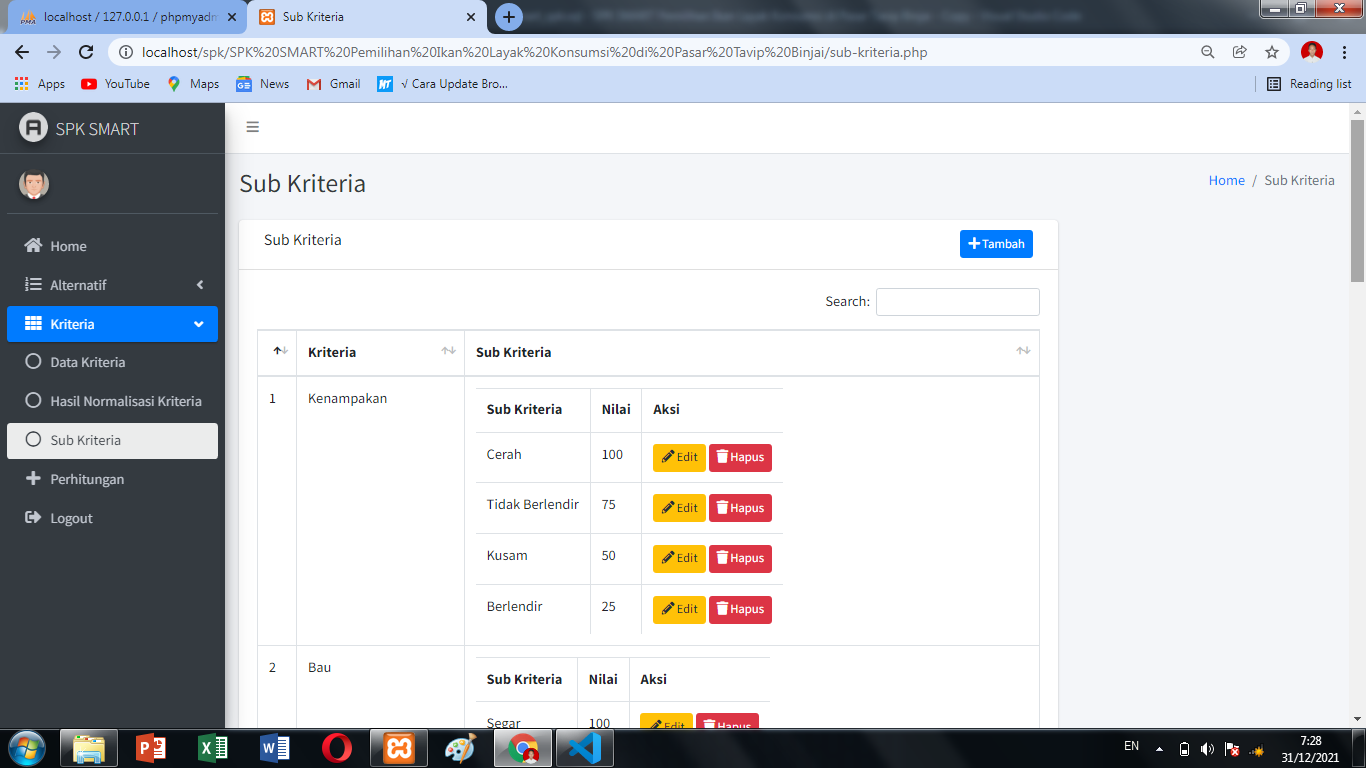 localhost / 127.0.0.1 / phpmyadm
Sub Kriteria
localhost/spk/SPK%20SMART%20Pemilihan%20Ikan%20Layak%20Konsumsi%20di%20Pasar%20Tavip%20Binjai/sub-kriteria.php
Apps YouTube Maps News Gmail √ Cara Update Bro... Reading list
SPK SMART
Sub Kriteria
Home / Sub Kriteria
Home
Alternatif
Kriteria
Data Kriteria
Hasil Normalisasi Kriteria
Sub Kriteria
Perhitungan
Logout
Sub Kriteria
Tambah
Search:
Kriteria Sub Kriteria
1 Kenampakan
Sub Kriteria Nilai Aksi
Cerah 100 Edit Hapus
Tidak Berlendir 75 Edit Hapus
Kusam 50 Edit Hapus
Berlendir 25 Edit Hapus
2 Bau
Sub Kriteria Nilai Aksi
Segar 100 Edit Hapus
EN
7:28
31/12/2021